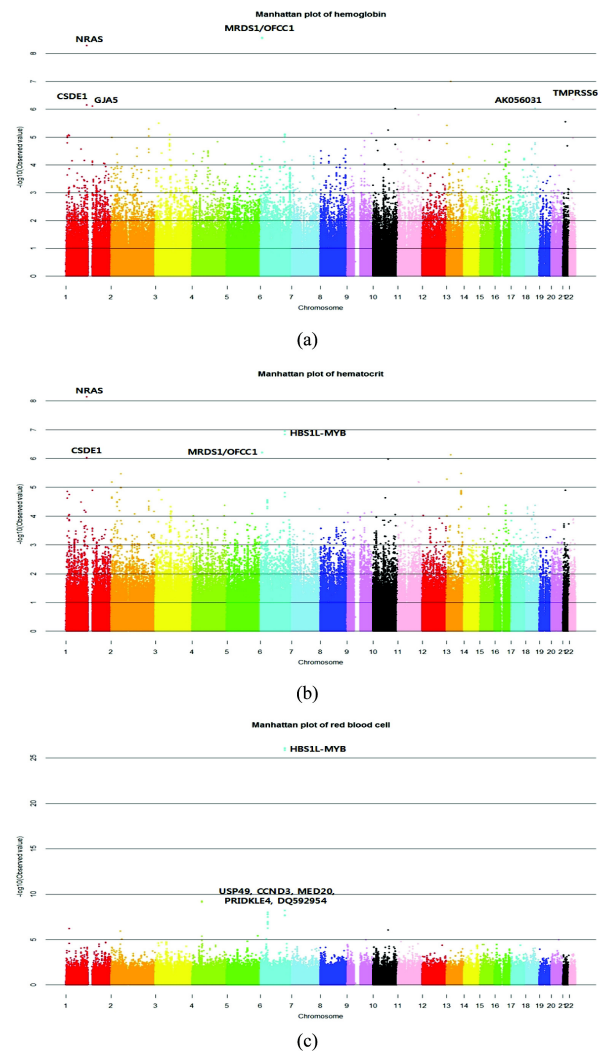 Manhattan plot of hemoglobin
MRDS1/OFCC1
NRAS
CSDE1
GJA5
AK056031
TMPRSS6
-log10(Observed value)
8
7
6
5
4
3
2
1
0
1 2 3 4 5 6 7 8 9 10 11 12 13 14 15 16 17 18 19 20 21 22
Chromosome
(a)
Manhattan plot of hematocrit
NRAS
HBS1L-MYB
CSDE1
MRDS1/OFCC1
-log10(Observed value)
8
7
6
5
4
3
2
1
0
1 2 3 4 5 6 7 8 9 10 11 12 13 14 15 16 17 18 19 20 21 22
Chromosome
(b)
Manhattan plot of red blood cell
HBS1L-MYB
USP49, CCND3, MED20,
PRIDKLE4, DQ592954
-log10(Observed value)
25
20
15
10
5
0
1 2 3 4 5 6 7 8 9 10 11 12 13 14 15 16 17 18 19 20 21 22
Chromosome
(c)